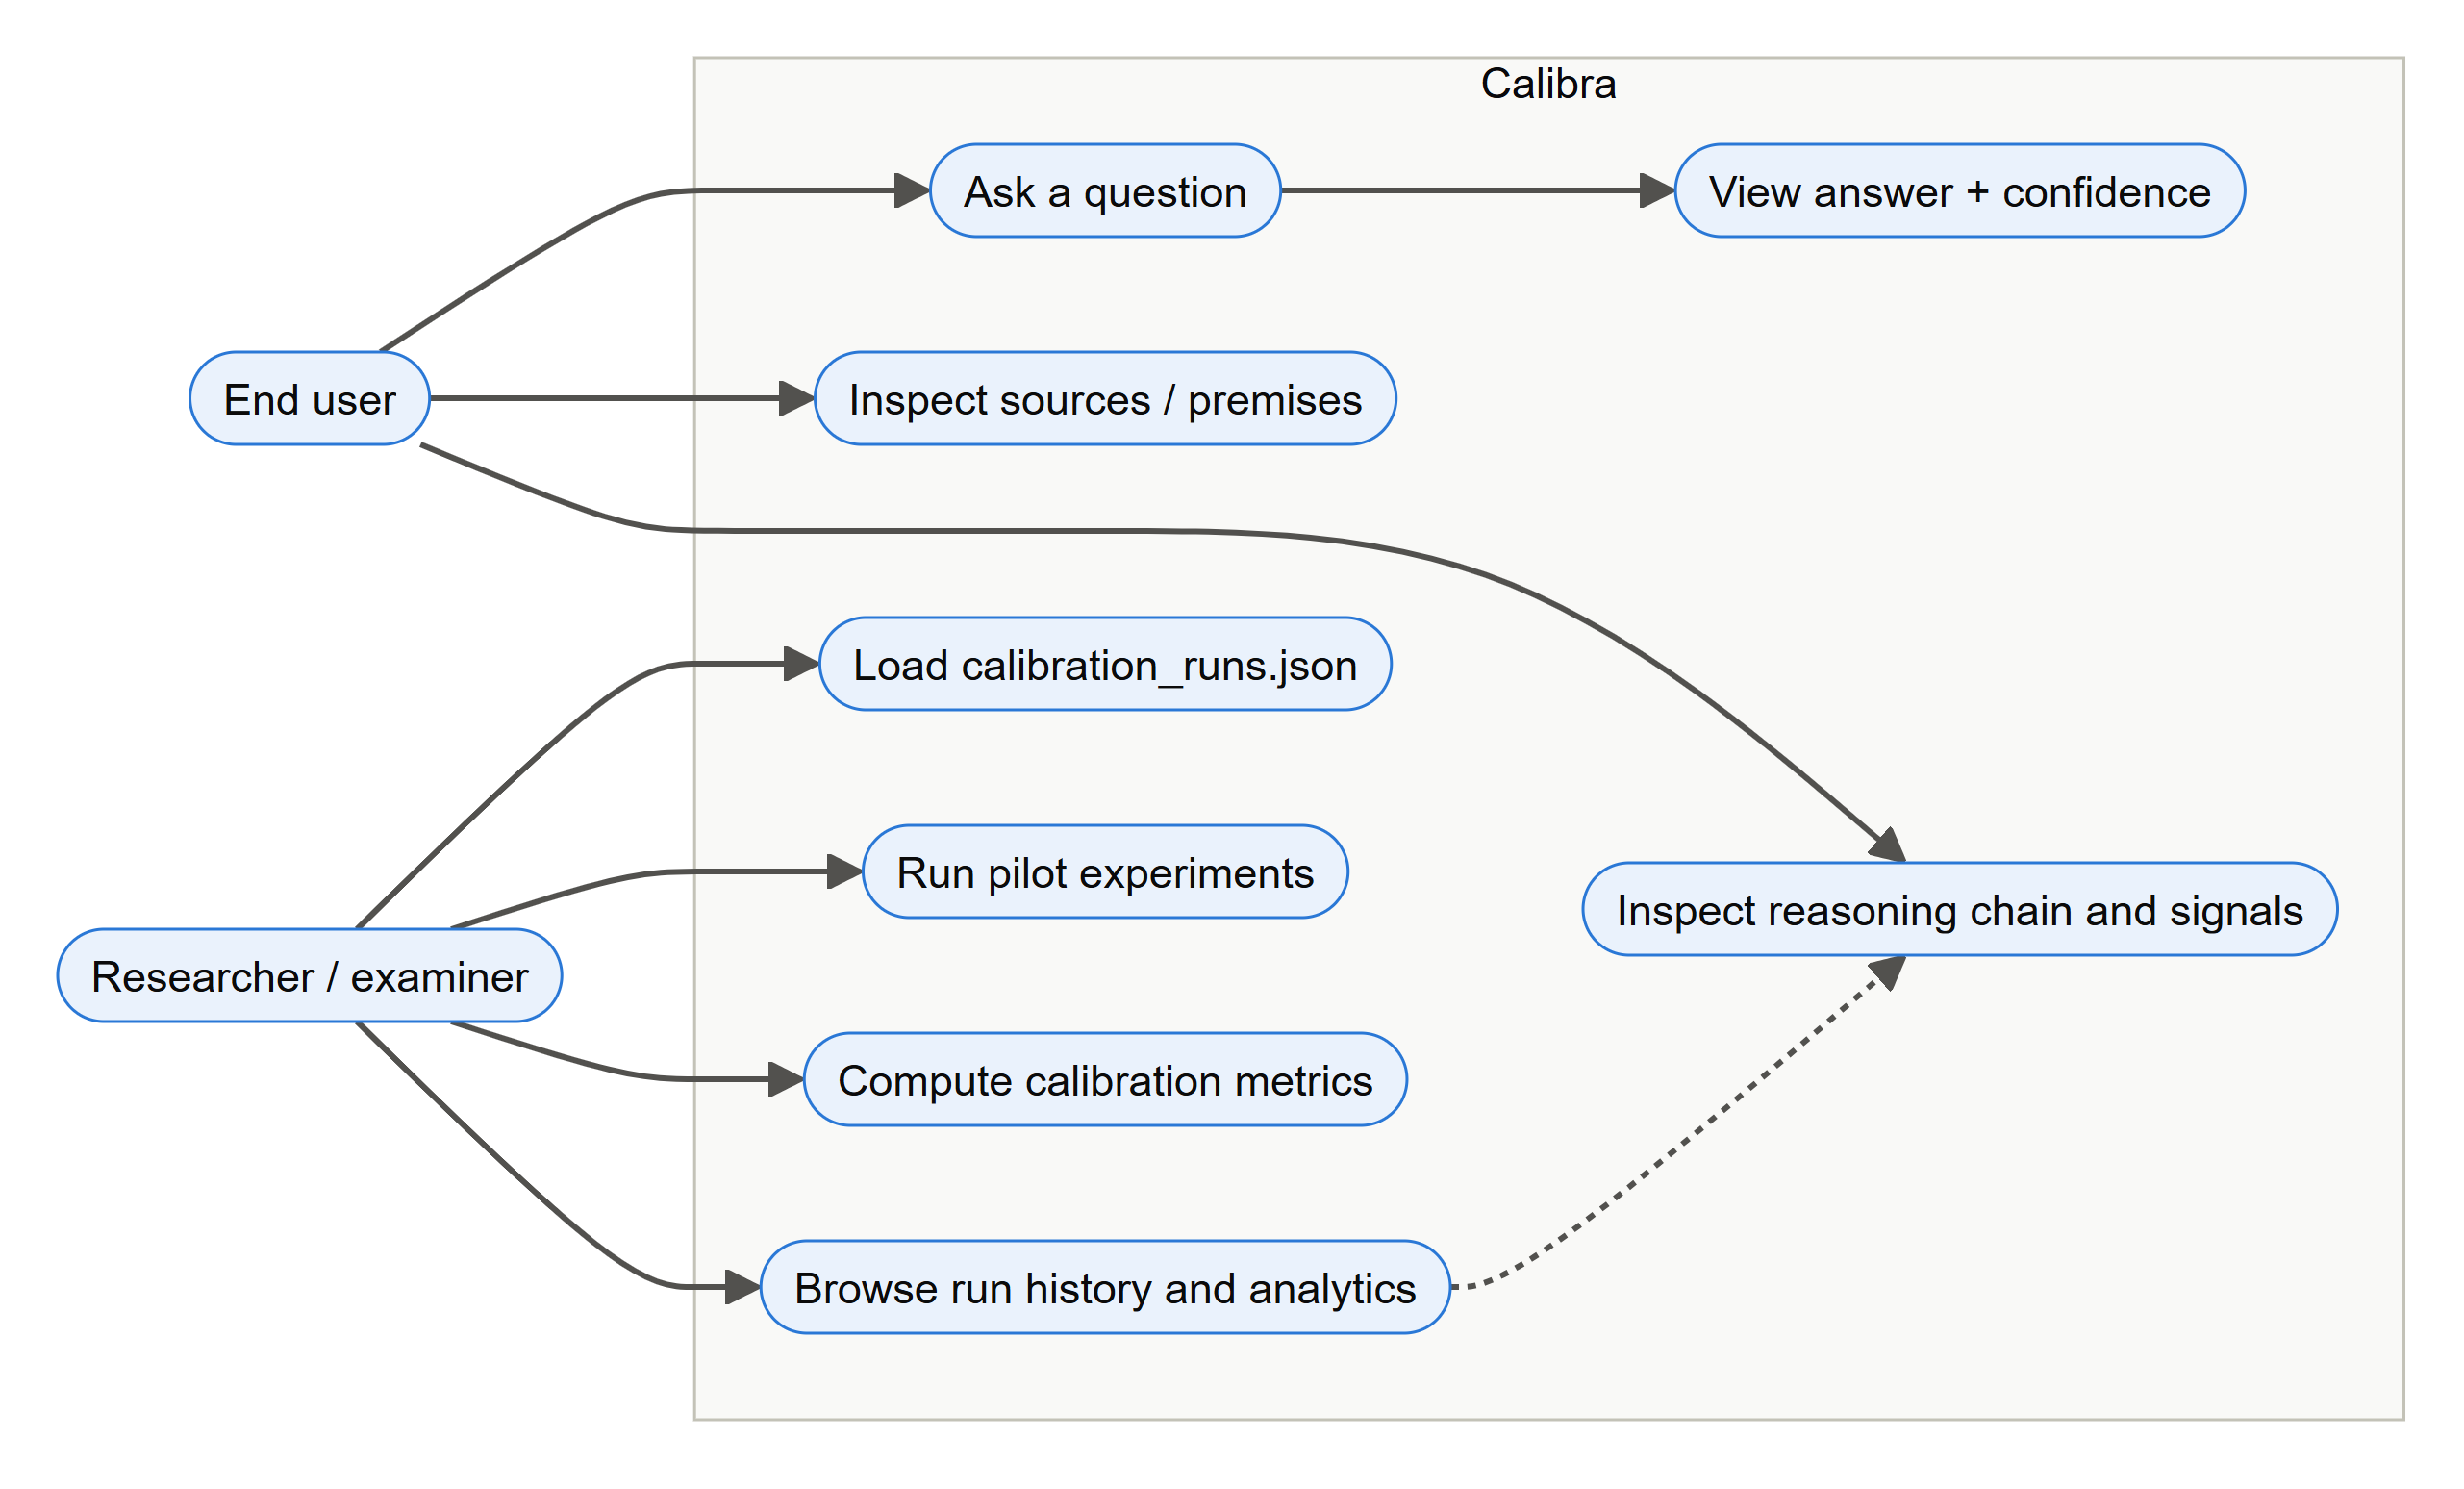 Calibra
Ask a question
View answer + confidence
End user
Inspect sources / premises
Load calibration_runs.json
Run pilot experiments
Inspect reasoning chain and signals
Researcher / examiner
Compute calibration metrics
Browse run history and analytics